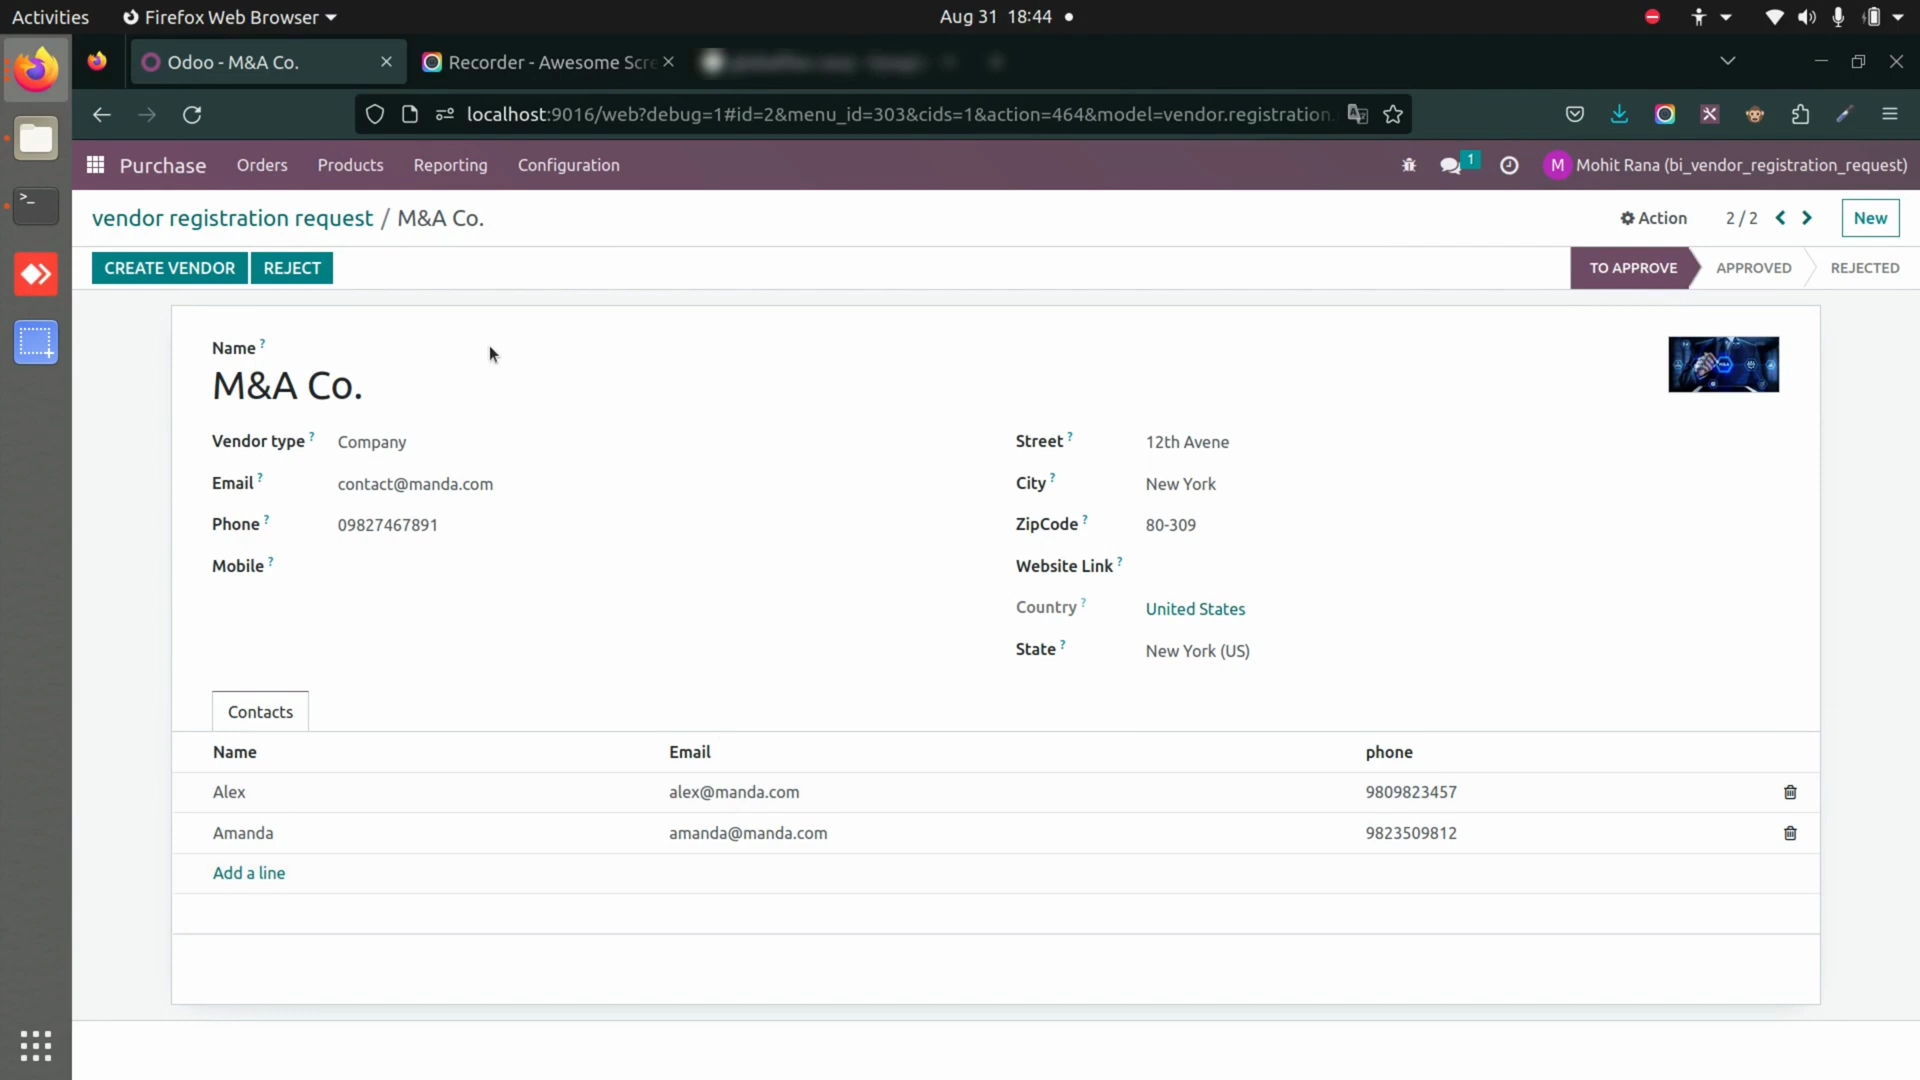 Activities Firefox Web Browser Aug 31 18:44
Odoo - M&A Co. Recorder - Awesome Scre
localhost:9016/web?debug=1#id=2&menu_id=303&cids=1&action=464&model=vendor.registration.
Purchase Orders Products Reporting Configuration 1 M Mohit Rana (bi_vendor_registration_request)
vendor registration request / M&A Co. Action 2 / 2 New
CREATE VENDOR REJECT TO APPROVE APPROVED REJECTED
Name ?
M&A Co.
Vendor type ? Company Street ? 12th Avene
Email ? contact@manda.com City ? New York
Phone ? 09827467891 ZipCode ? 80-309
Mobile ? Website Link ?
Country ? United States
State ? New York (US)
Contacts
Name Email phone
Alex alex@manda.com 9809823457
Amanda amanda@manda.com 9823509812
Add a line